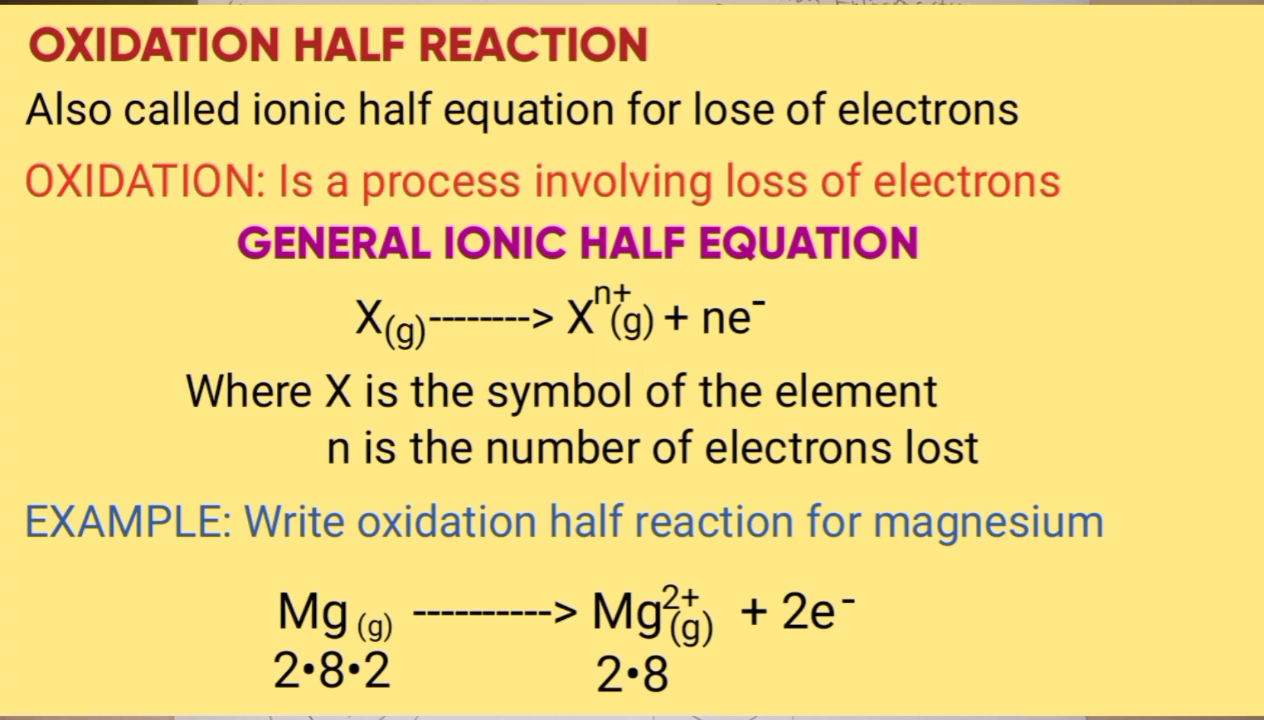 OXIDATION HALF REACTION
Also called ionic half equation for lose of electrons
OXIDATION: Is a process involving loss of electrons
GENERAL IONIC HALF EQUATION
X(g)--------> Xⁿ⁺(g) + ne⁻
Where X is the symbol of the element
n is the number of electrons lost
EXAMPLE: Write oxidation half reaction for magnesium
Mg (g) ----------> Mg²⁺(g) + 2e⁻
2•8•2 2•8